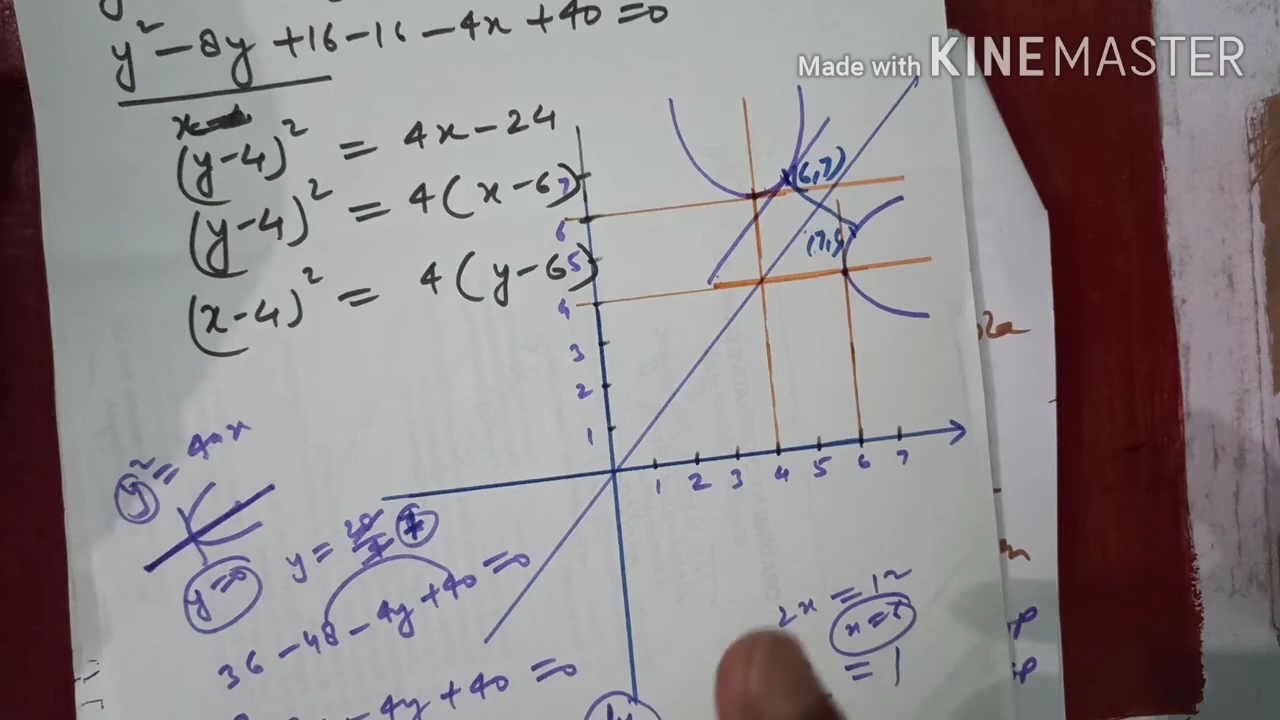 Made with KINEMASTER
y² - 8y + 16 - 16 - 4x + 40 = 0
(y-4)² = 4x - 24
(y-4)² = 4(x-6)
(x-4)² = 4(y-6)
7
6
5
4
3
2
1
1 2 3 4 5 6 7
(6,7)
y² = 4ax
y=0
y =
36 - 48 - 4y + 40 = 0
- 4y + 40 = 0
2x = 12
x =
= 1
2a